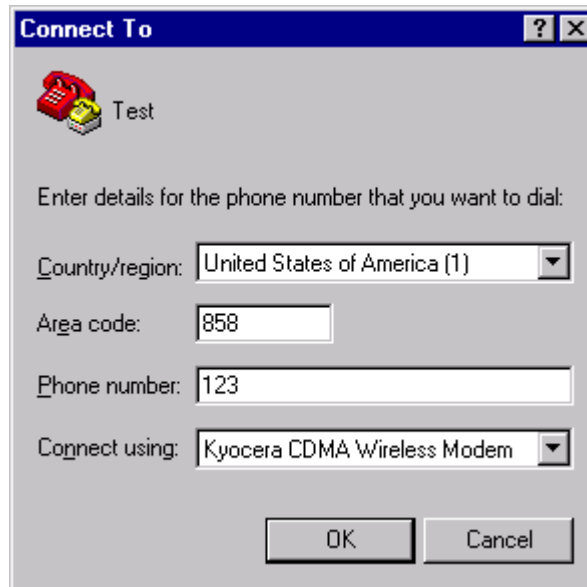 Connect To
Test
Enter details for the phone number that you want to dial:
Country/region: United States of America (1)
Area code: 858
Phone number: 123
Connect using: Kyocera CDMA Wireless Modem
OK Cancel